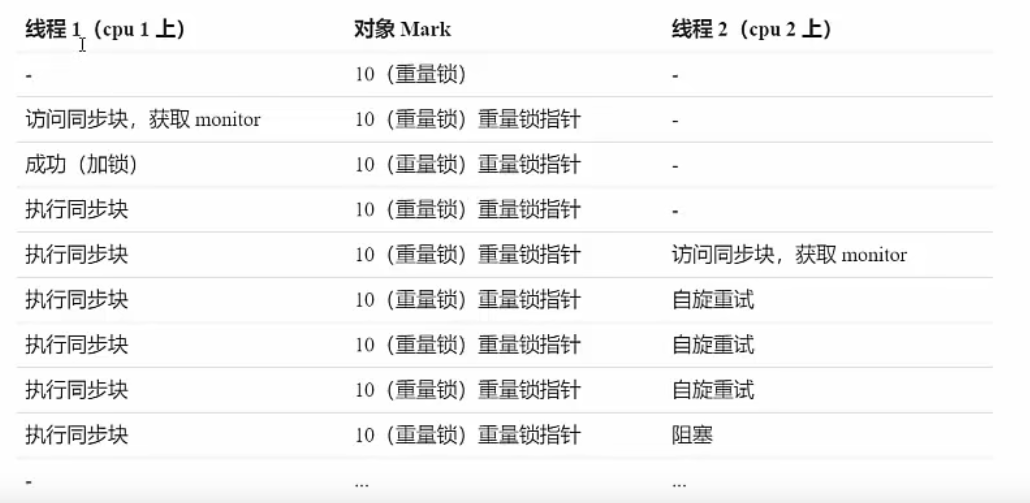 线程 1（cpu 1 上） 对象 Mark 线程 2（cpu 2 上）
- 10（重量锁） -
访问同步块，获取 monitor 10（重量锁）重量锁指针 -
成功（加锁） 10（重量锁）重量锁指针 -
执行同步块 10（重量锁）重量锁指针 -
执行同步块 10（重量锁）重量锁指针 访问同步块，获取 monitor
执行同步块 10（重量锁）重量锁指针 自旋重试
执行同步块 10（重量锁）重量锁指针 自旋重试
执行同步块 10（重量锁）重量锁指针 自旋重试
执行同步块 10（重量锁）重量锁指针 阻塞
- ... ...